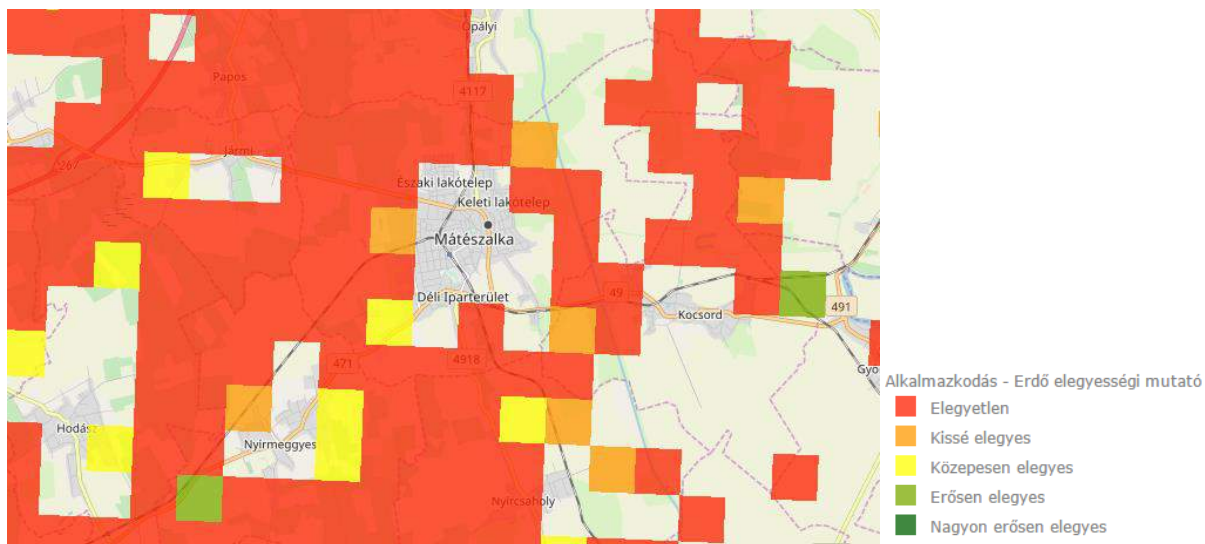 Ópályi
Papos
4117
Jármi
267
Északi lakótelep
Keleti lakótelep
Mátészalka
Déli Iparterület
49
Kocsord
491
471
4918
Hodász
Nyírmeggyes
Nyírcsaholy
Alkalmazkodás - Erdő elegyességi mutató
Elegyetlen
Kissé elegyes
Közepesen elegyes
Erősen elegyes
Nagyon erősen elegyes